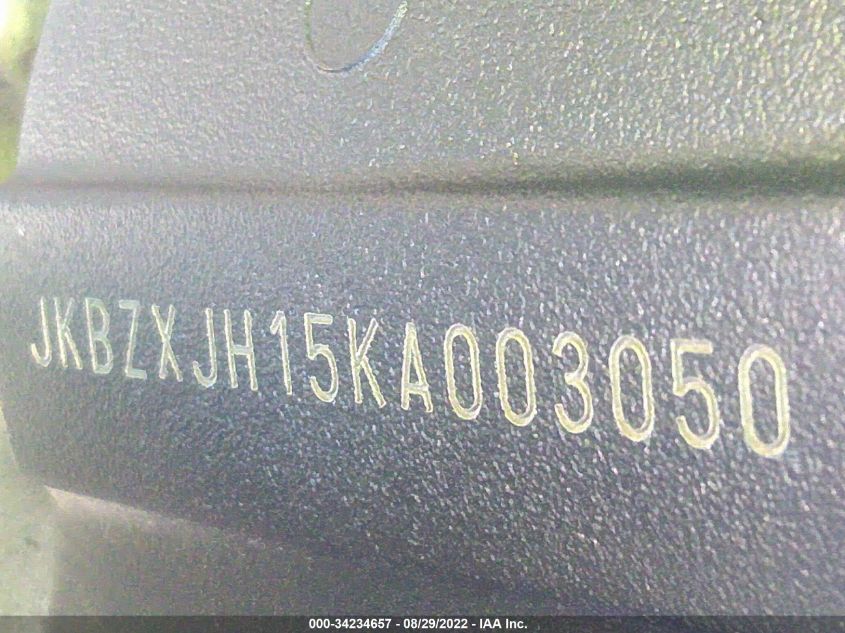 JKBZXJH15KA003050
000-34234657 - 08/29/2022 - IAA Inc.